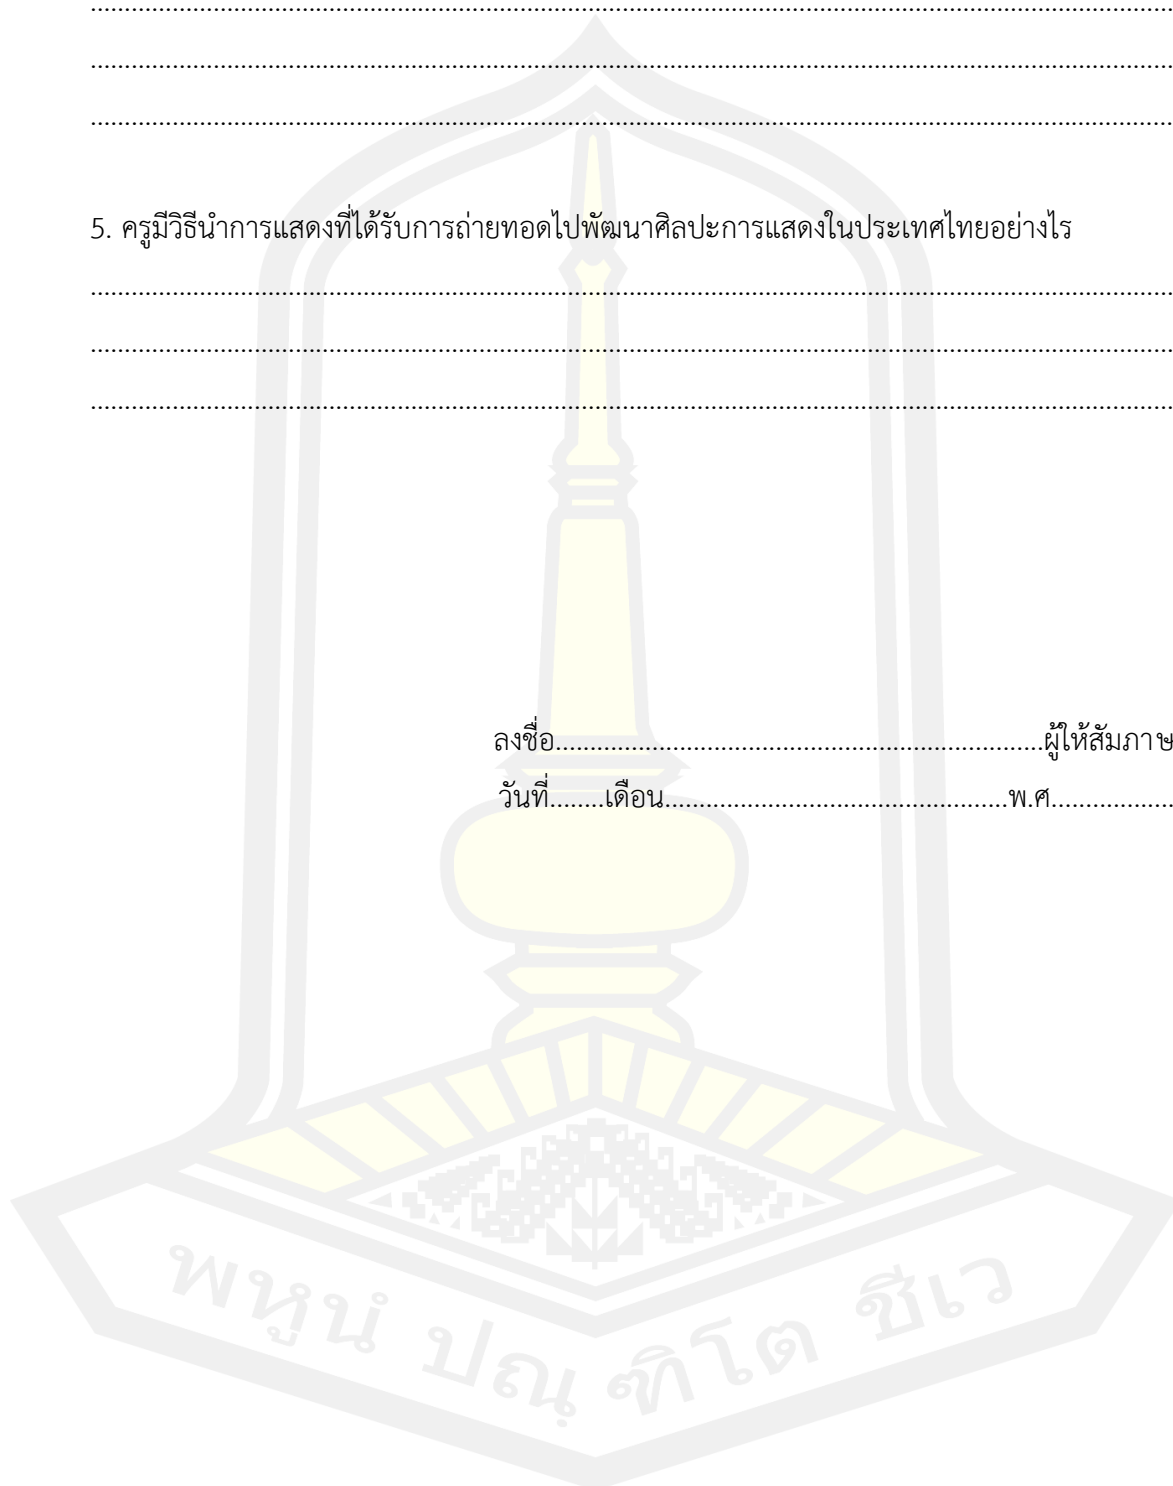 ................................................................................................................................................................
................................................................................................................................................................
................................................................................................................................................................
5. ครูมีวิธีนำการแสดงที่ได้รับการถ่ายทอดไปพัฒนาศิลปะการแสดงในประเทศไทยอย่างไร
................................................................................................................................................................
................................................................................................................................................................
................................................................................................................................................................
ลงชื่อ.......................................................................ผู้ให้สัมภาษ
วันที่........เดือน..................................................พ.ศ..................
พหูนํ ปณฺฑิโต ชีเว